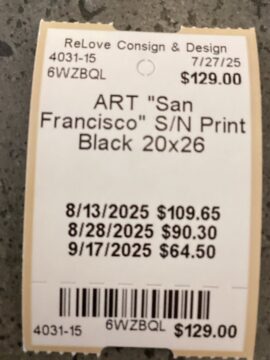 ReLove Consign & Design
4031-15 7/27/25
6WZBQL $129.00
ART "San
Francisco" S/N Print
Black 20x26
8/13/2025 $109.65
8/28/2025 $90.30
9/17/2025 $64.50
6WZBQL
4031-15 $129.00